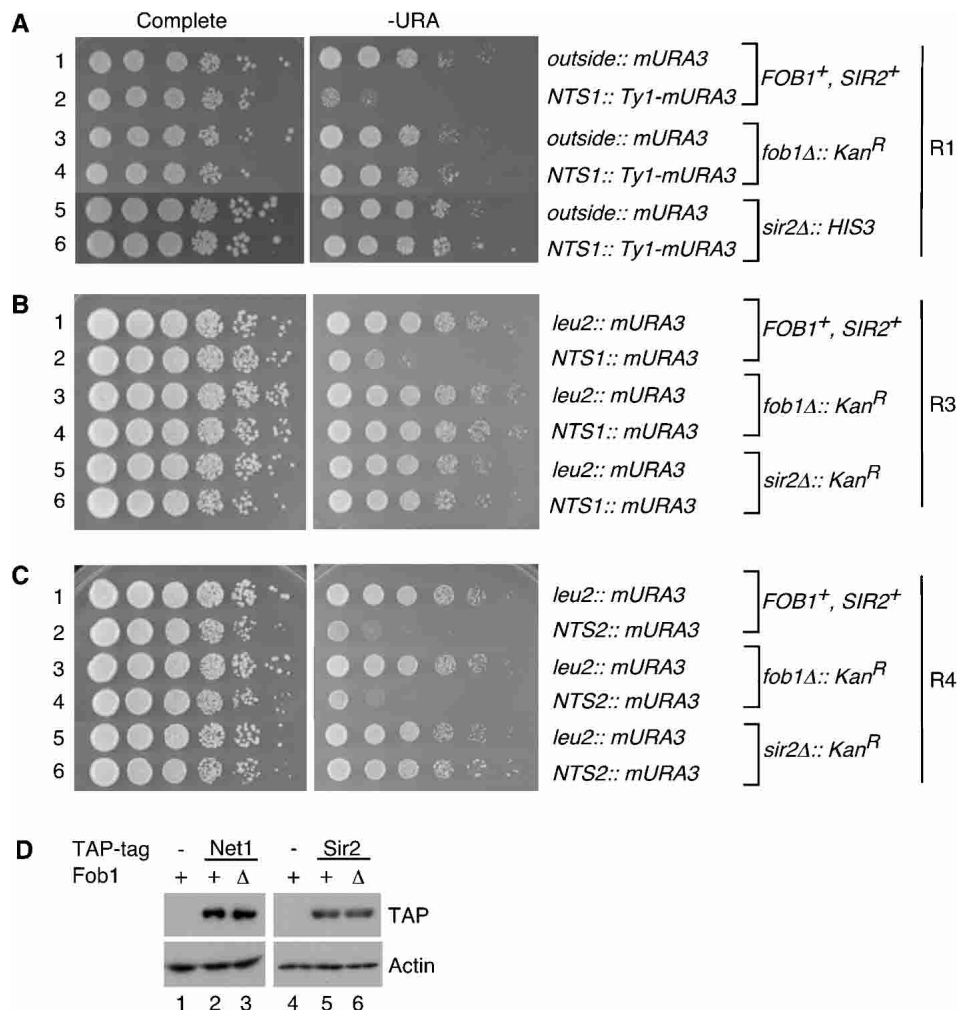 A
Complete
-URA
1
outside:: mURA3
FOB1+, SIR2+
2
NTS1:: Ty1-mURA3
3
outside:: mURA3
fob1Δ:: KanR
R1
4
NTS1:: Ty1-mURA3
5
outside:: mURA3
sir2Δ:: HIS3
6
NTS1:: Ty1-mURA3
B
1
leu2:: mURA3
FOB1+, SIR2+
2
NTS1:: mURA3
3
leu2:: mURA3
fob1Δ:: KanR
R3
4
NTS1:: mURA3
5
leu2:: mURA3
sir2Δ:: KanR
6
NTS1:: mURA3
C
1
leu2:: mURA3
FOB1+, SIR2+
2
NTS2:: mURA3
3
leu2:: mURA3
fob1Δ:: KanR
R4
4
NTS2:: mURA3
5
leu2:: mURA3
sir2Δ:: KanR
6
NTS2:: mURA3
D
TAP-tag - Net1 - Sir2
Fob1 + + Δ + + Δ
TAP
Actin
1 2 3 4 5 6